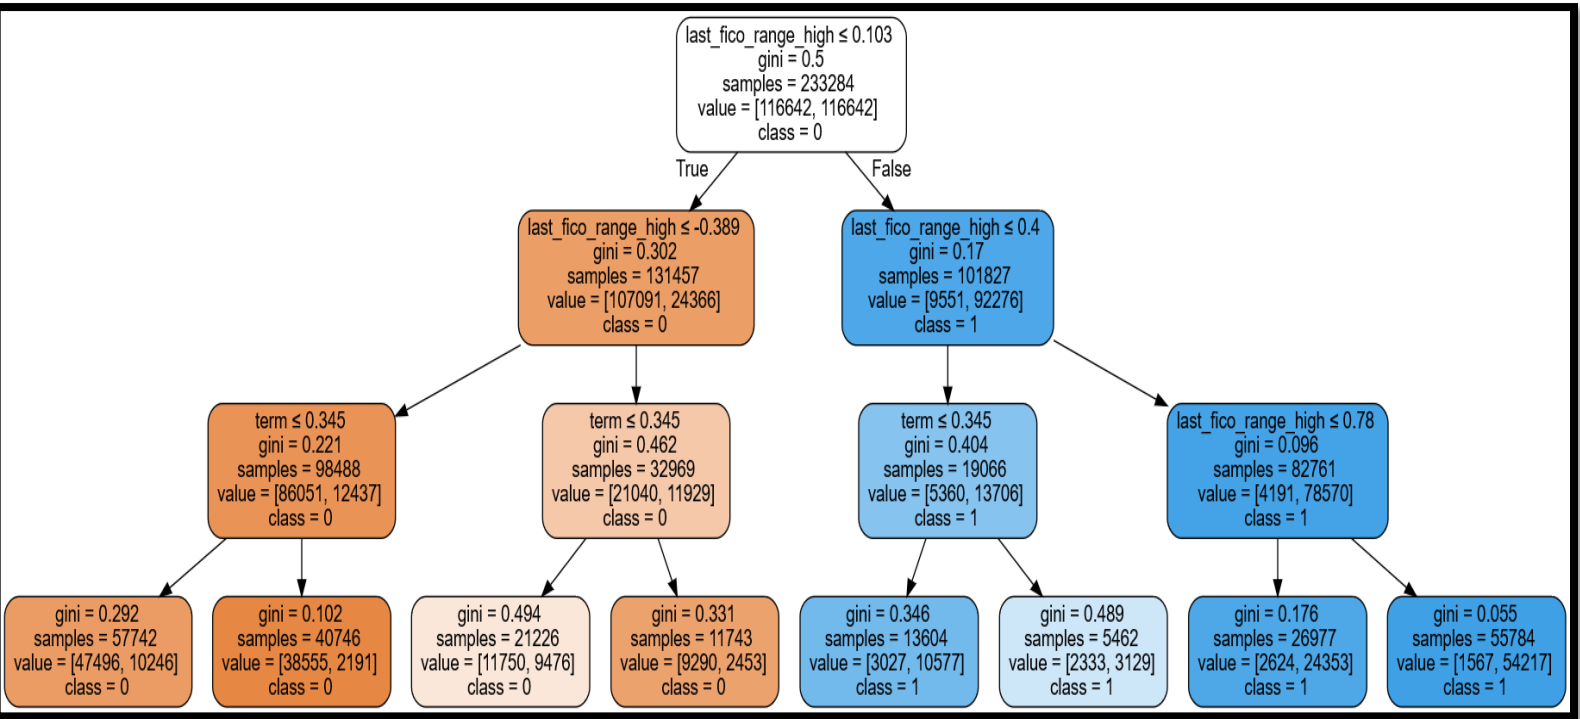 last_fico_range_high ≤ 0.103
gini = 0.5
samples = 233284
value = [116642, 116642]
class = 0
True
False
last_fico_range_high ≤ -0.389
gini = 0.302
samples = 131457
value = [107091, 24366]
class = 0
last_fico_range_high ≤ 0.4
gini = 0.17
samples = 101827
value = [9551, 92276]
class = 1
term ≤ 0.345
gini = 0.221
samples = 98488
value = [86051, 12437]
class = 0
term ≤ 0.345
gini = 0.462
samples = 32969
value = [21040, 11929]
class = 0
term ≤ 0.345
gini = 0.404
samples = 19066
value = [5360, 13706]
class = 1
last_fico_range_high ≤ 0.78
gini = 0.096
samples = 82761
value = [4191, 78570]
class = 1
gini = 0.292
samples = 57742
value = [47496, 10246]
class = 0
gini = 0.102
samples = 40746
value = [38555, 2191]
class = 0
gini = 0.494
samples = 21226
value = [11750, 9476]
class = 0
gini = 0.331
samples = 11743
value = [9290, 2453]
class = 0
gini = 0.346
samples = 13604
value = [3027, 10577]
class = 1
gini = 0.489
samples = 5462
value = [2333, 3129]
class = 1
gini = 0.176
samples = 26977
value = [2624, 24353]
class = 1
gini = 0.055
samples = 55784
value = [1567, 54217]
class = 1